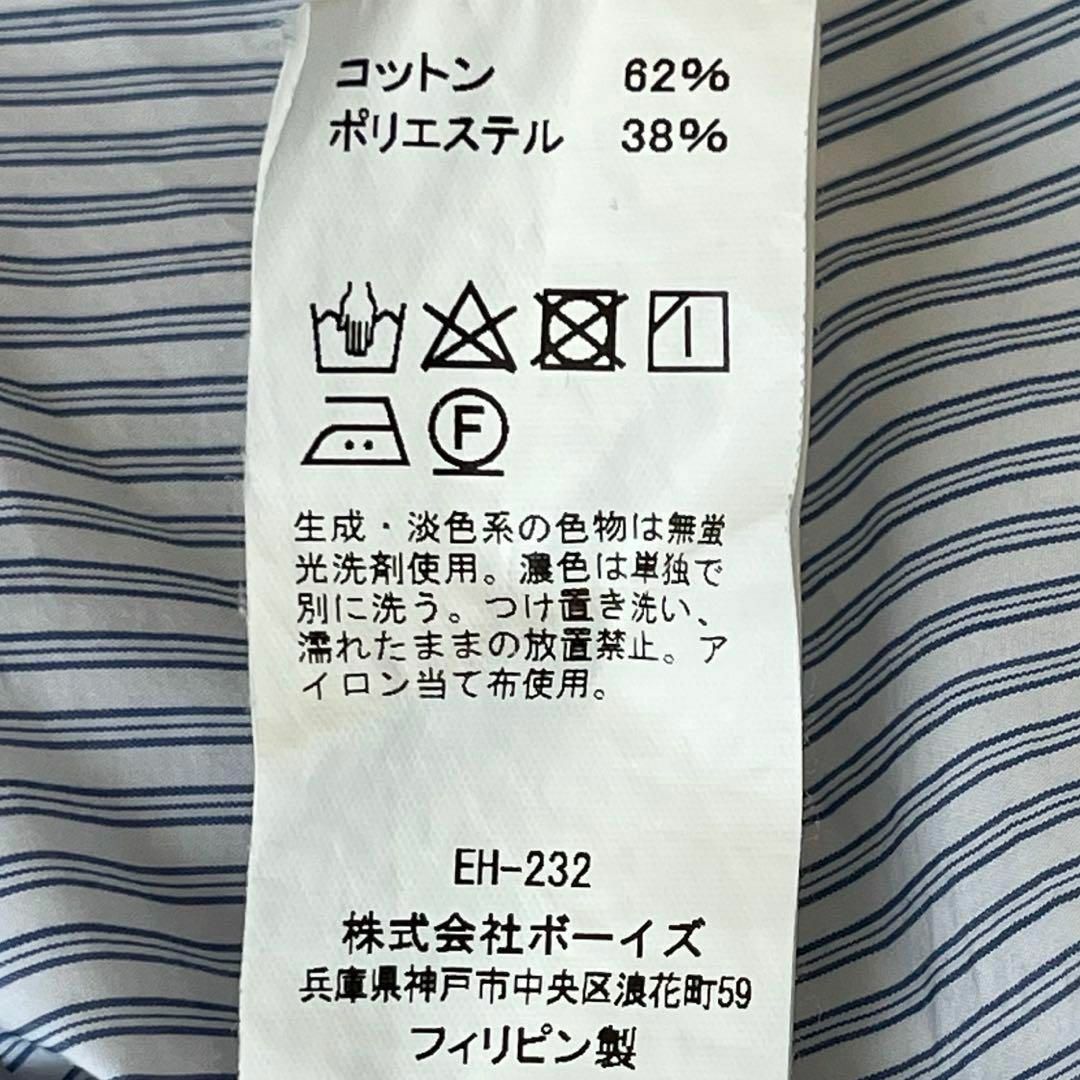 コットン 62%
ポリエステル 38%
F
生成・淡色系の色物は無蛍
光洗剤使用。濃色は単独で
別に洗う。つけ置き洗い、
濡れたままの放置禁止。ア
イロン当て布使用。
EH-232
株式会社ボーイズ
兵庫県神戸市中央区浪花町59
フィリピン製